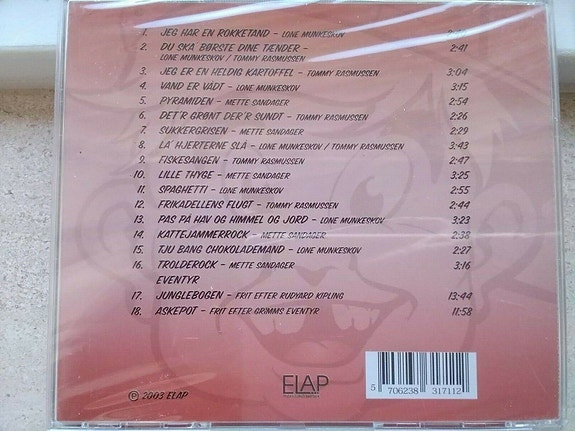 1. JEG HAR EN ROKKETAND - LONE MUNKESKOV
2. DU SKA BØRSTE DINE TÆNDER - 2:41
LONE MUNKESKOV / TOMMY RASMUSSEN
3. JEG ER EN HELDIG KARTOFFEL - TOMMY RASMUSSEN 3:04
4. VAND ER VÅDT - LONE MUNKESKOV 3:15
5. PYRAMIDEN - METTE SANDAGER 2:54
6. DET'R GRØNT DER'R SUNDT - TOMMY RASMUSSEN 2:26
7. SUKKERGRISEN - METTE SANDAGER 2:29
8. LA' HJERTERNE SLÅ - LONE MUNKESKOV / TOMMY RASMUSSEN 3:43
9. FISKESANGEN - TOMMY RASMUSSEN 2:47
10. LILLE THYGE - METTE SANDAGER 3:25
11. SPAGHETTI - LONE MUNKESKOV 2:55
12. FRIKADELLENS FLUGT - TOMMY RASMUSSEN 2:44
13. PAS PÅ HAV OG HIMMEL OG JORD - LONE MUNKESKOV 3:23
14. KATTEJAMMERROCK - METTE SANDAGER 2:38
15. TJU BANG CHOKOLADEMAND - LONE MUNKESKOV 2:27
16. TROLDEROCK - METTE SANDAGER 3:16
EVENTYR
17. JUNGLEBOGEN - FRIT EFTER RUDYARD KIPLING 13:44
18. ASKEPOT - FRIT EFTER GRIMMS EVENTYR 11:58
℗ 2003 ELAP
ELAP
5 706238 317112